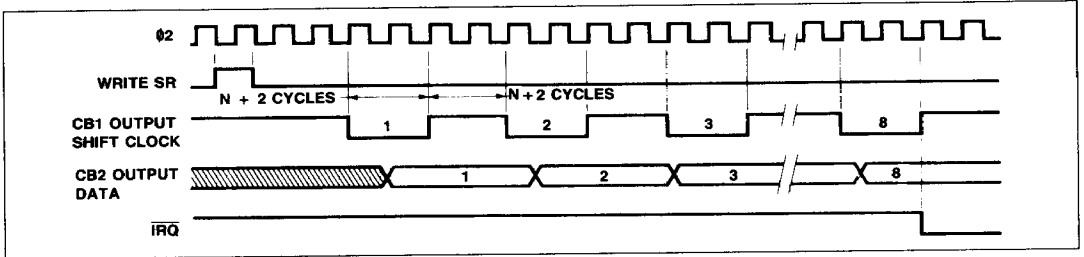 φ2
WRITE SR
N + 2 CYCLES N + 2 CYCLES
CB1 OUTPUT
SHIFT CLOCK
1 2 3 8
CB2 OUTPUT
DATA
1 2 3 8
IRQ